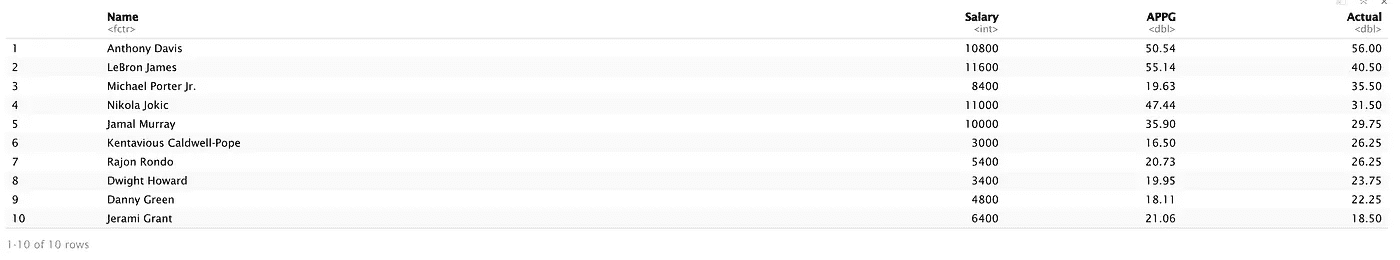 Name Salary APPG Actual
<fctr> <int> <dbl> <dbl>
1 Anthony Davis 10800 50.54 56.00
2 LeBron James 11600 55.14 40.50
3 Michael Porter Jr. 8400 19.63 35.50
4 Nikola Jokic 11000 47.44 31.50
5 Jamal Murray 10000 35.90 29.75
6 Kentavious Caldwell-Pope 3000 16.50 26.25
7 Rajon Rondo 5400 20.73 26.25
8 Dwight Howard 3400 19.95 23.75
9 Danny Green 4800 18.11 22.25
10 Jerami Grant 6400 21.06 18.50
1-10 of 10 rows